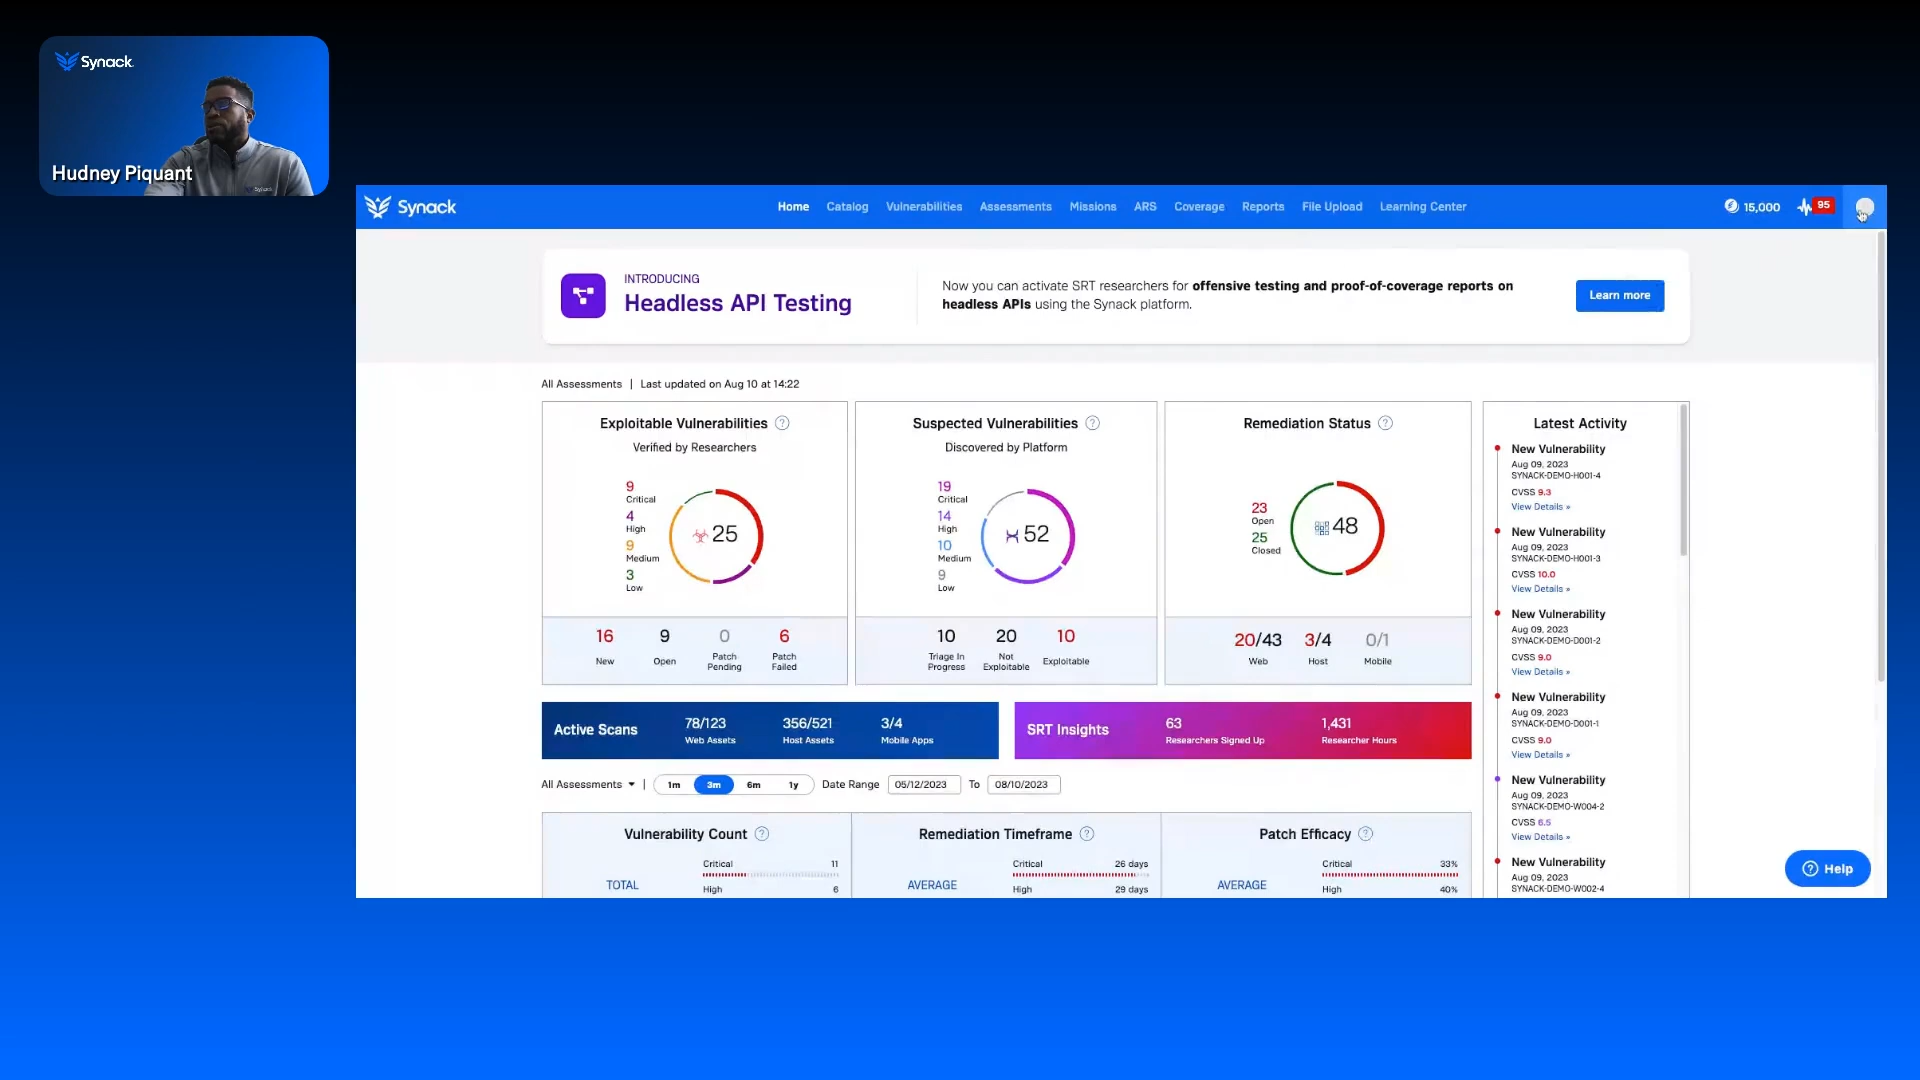 Synack
Hudney Piquant
Synack
Synack
Home
Catalog
Vulnerabilities
Assessments
Missions
ARS
Coverage
Reports
File Upload
Learning Center
15,000
95
INTRODUCING
Headless API Testing
Now you can activate SRT researchers for offensive testing and proof-of-coverage reports on
headless APIs using the Synack platform.
Learn more
All Assessments | Last updated on Aug 10 at 14:22
Exploitable Vulnerabilities ?
Verified by Researchers
9
Critical
4
High
9
Medium
3
Low
25
16
New
9
Open
0
Patch
Pending
6
Patch
Failed
Suspected Vulnerabilities ?
Discovered by Platform
19
Critical
14
High
10
Medium
9
Low
52
10
Triage In
Progress
20
Not
Exploitable
10
Exploitable
Remediation Status ?
23
Open
25
Closed
48
20/43
Web
3/4
Host
0/1
Mobile
Latest Activity
New Vulnerability
Aug 09, 2023
SYNACK-DEMO-H001-4
CVSS 9.3
View Details »
New Vulnerability
Aug 09, 2023
SYNACK-DEMO-H001-3
CVSS 10.0
View Details »
New Vulnerability
Aug 09, 2023
SYNACK-DEMO-D001-2
CVSS 9.0
View Details »
New Vulnerability
Aug 09, 2023
SYNACK-DEMO-D001-1
CVSS 9.0
View Details »
New Vulnerability
Aug 09, 2023
SYNACK-DEMO-W004-2
CVSS 6.5
View Details »
New Vulnerability
Aug 09, 2023
SYNACK-DEMO-W002-4
Active Scans
78/123
Web Assets
356/521
Host Assets
3/4
Mobile Apps
SRT Insights
63
Researchers Signed Up
1,431
Researcher Hours
All Assessments |
1m
3m
6m
1y
Date Range
05/12/2023
To
08/10/2023
Vulnerability Count ?
TOTAL
Critical 11
High 6
Remediation Timeframe ?
AVERAGE
Critical 26 days
High 29 days
Patch Efficacy ?
AVERAGE
Critical 33%
High 40%
? Help